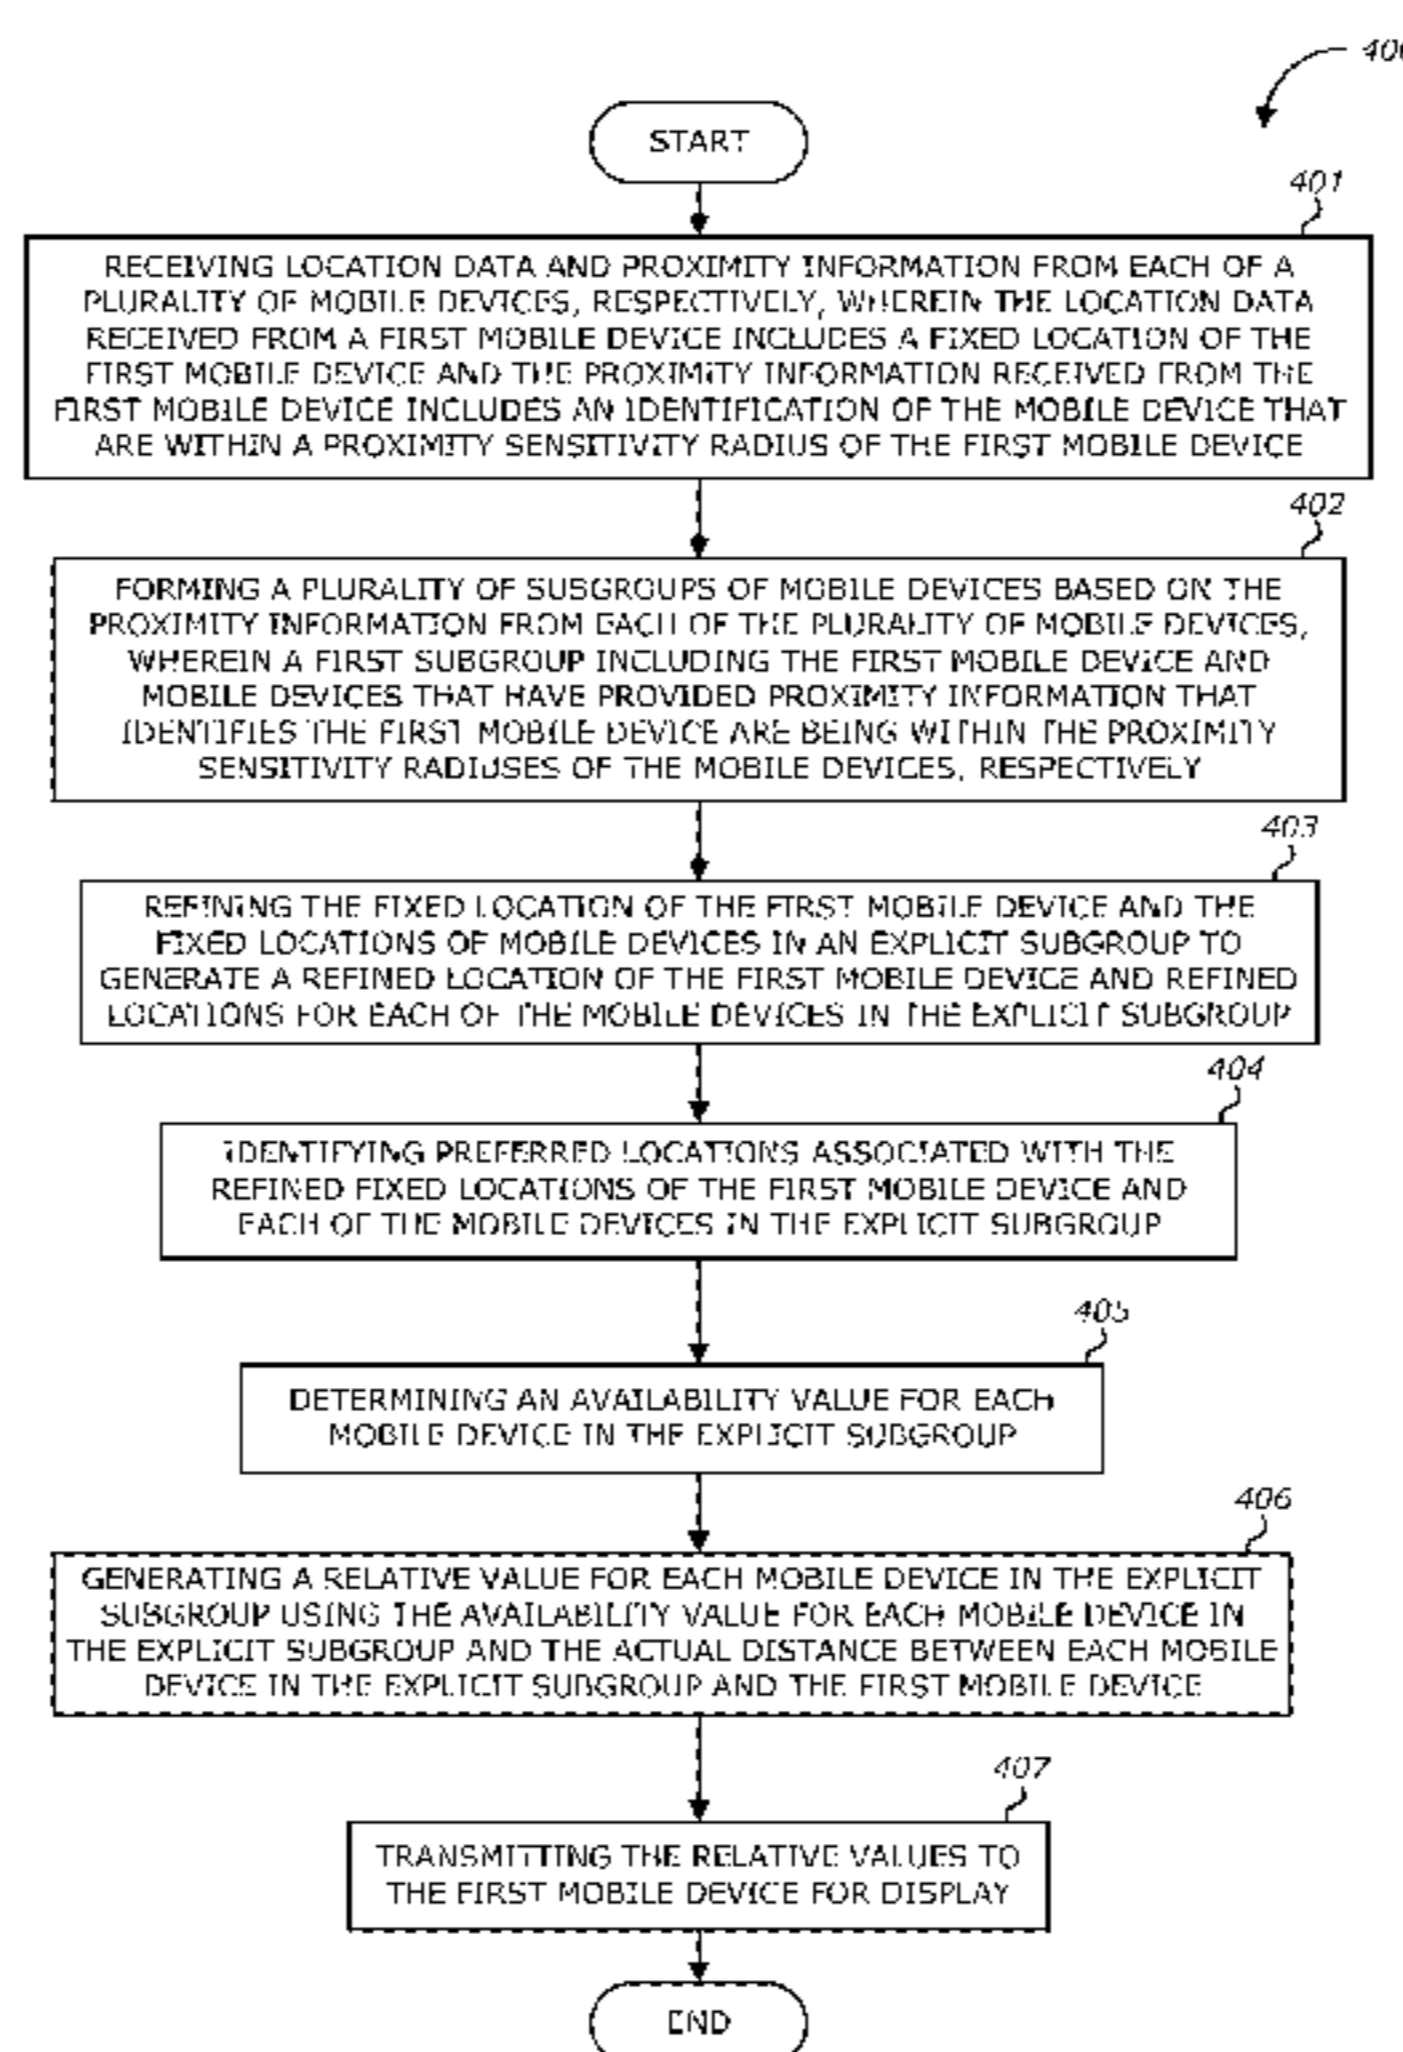 400
START
401
RECEIVING LOCATION DATA AND PROXIMITY INFORMATION FROM EACH OF A
PLURALITY OF MOBILE DEVICES, RESPECTIVELY, WHEREIN THE LOCATION DATA
RECEIVED FROM A FIRST MOBILE DEVICE INCLUDES A FIXED LOCATION OF THE
FIRST MOBILE DEVICE AND THE PROXIMITY INFORMATION RECEIVED FROM THE
FIRST MOBILE DEVICE INCLUDES AN IDENTIFICATION OF THE MOBILE DEVICE THAT
ARE WITHIN A PROXIMITY SENSITIVITY RADIUS OF THE FIRST MOBILE DEVICE
402
FORMING A PLURALITY OF SUSGROUPS OF MOBILE DEVICES BASED ON THE
PROXIMITY INFORMATION FROM EACH OF THE PLURALITY OF MOBILE DEVICES,
WHEREIN A FIRST SUBGROUP INCLUDING THE FIRST MOBILE DEVICE AND
MOBILE DEVICES THAT HAVE PROVIDED PROXIMITY INFORMATION THAT
IDENTIFIES THE FIRST MOBILE DEVICE ARE BEING WITHIN THE PROXIMITY
SENSITIVITY RADIUSES OF THE MOBILE DEVICES, RESPECTIVELY
403
REFINING THE FIXED LOCATION OF THE FIRST MOBILE DEVICE AND THE
FIXED LOCATIONS OF MOBILE DEVICES IN AN EXPLICIT SUBGROUP TO
GENERATE A REFINED LOCATION OF THE FIRST MOBILE DEVICE AND REFINED
LOCATIONS FOR EACH OF THE MOBILE DEVICES IN THE EXPLICIT SUBGROUP
404
IDENTIFYING PREFERRED LOCATIONS ASSOCIATED WITH THE
REFINED FIXED LOCATIONS OF THE FIRST MOBILE DEVICE AND
EACH OF THE MOBILE DEVICES IN THE EXPLICIT SUBGROUP
405
DETERMINING AN AVAILABILITY VALUE FOR EACH
MOBILE DEVICE IN THE EXPLICIT SUBGROUP
406
GENERATING A RELATIVE VALUE FOR EACH MOBILE DEVICE IN THE EXPLICIT
SUBGROUP USING THE AVAILABILITY VALUE FOR EACH MOBILE DEVICE IN
THE EXPLICIT SUBGROUP AND THE ACTUAL DISTANCE BETWEEN EACH MOBILE
DEVICE IN THE EXPLICIT SUBGROUP AND THE FIRST MOBILE DEVICE
407
TRANSMITTING THE RELATIVE VALUES TO
THE FIRST MOBILE DEVICE FOR DISPLAY
END